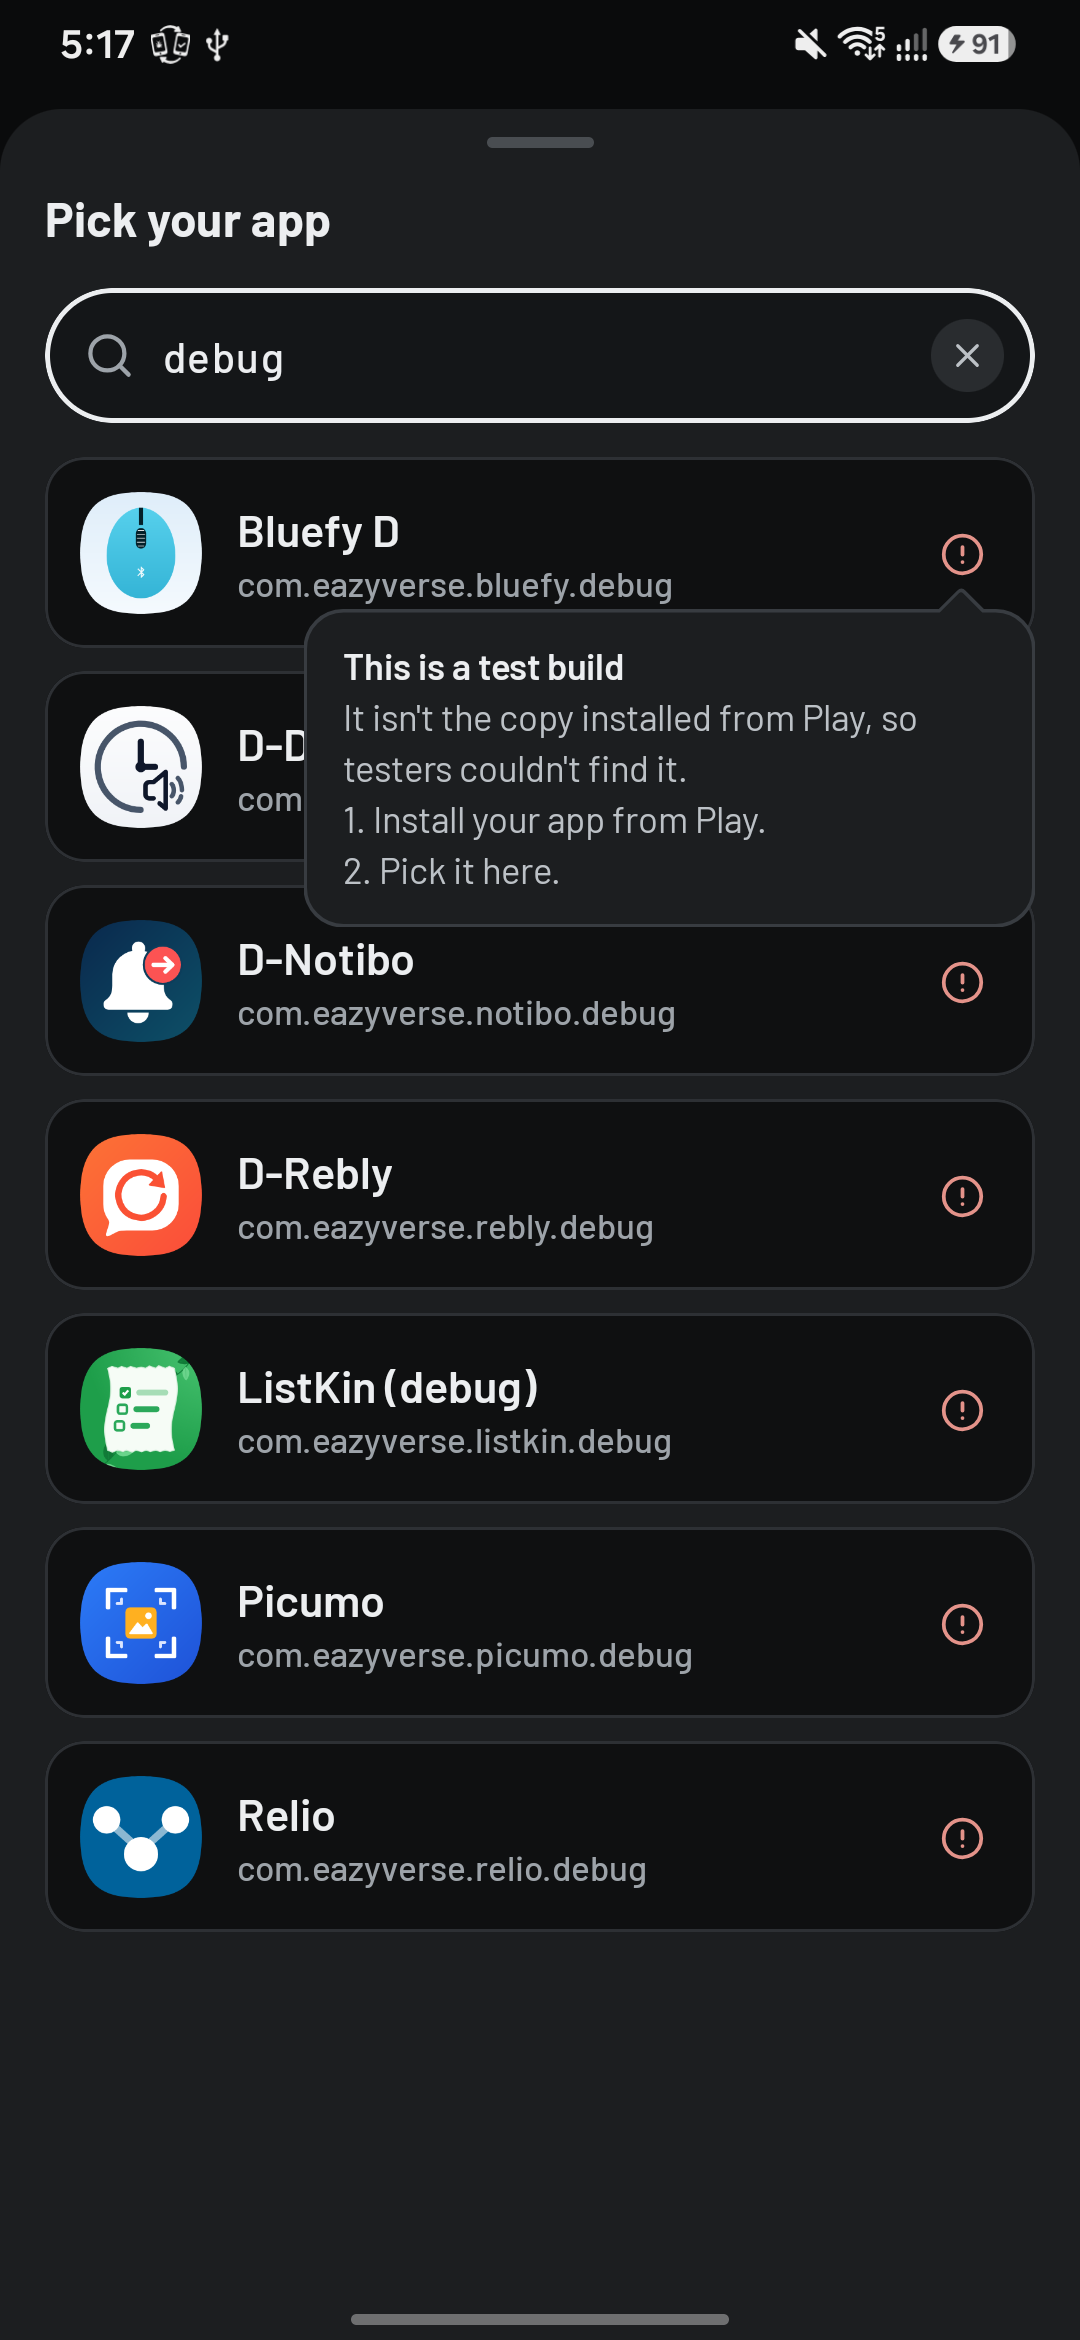 5:17
5
91
Pick your app
debug
Bluefy D
com.eazyverse.bluefy.debug
This is a test build
It isn't the copy installed from Play, so
testers couldn't find it.
1. Install your app from Play.
2. Pick it here.
D-D
com
D-Notibo
com.eazyverse.notibo.debug
D-Rebly
com.eazyverse.rebly.debug
ListKin (debug)
com.eazyverse.listkin.debug
Picumo
com.eazyverse.picumo.debug
Relio
com.eazyverse.relio.debug